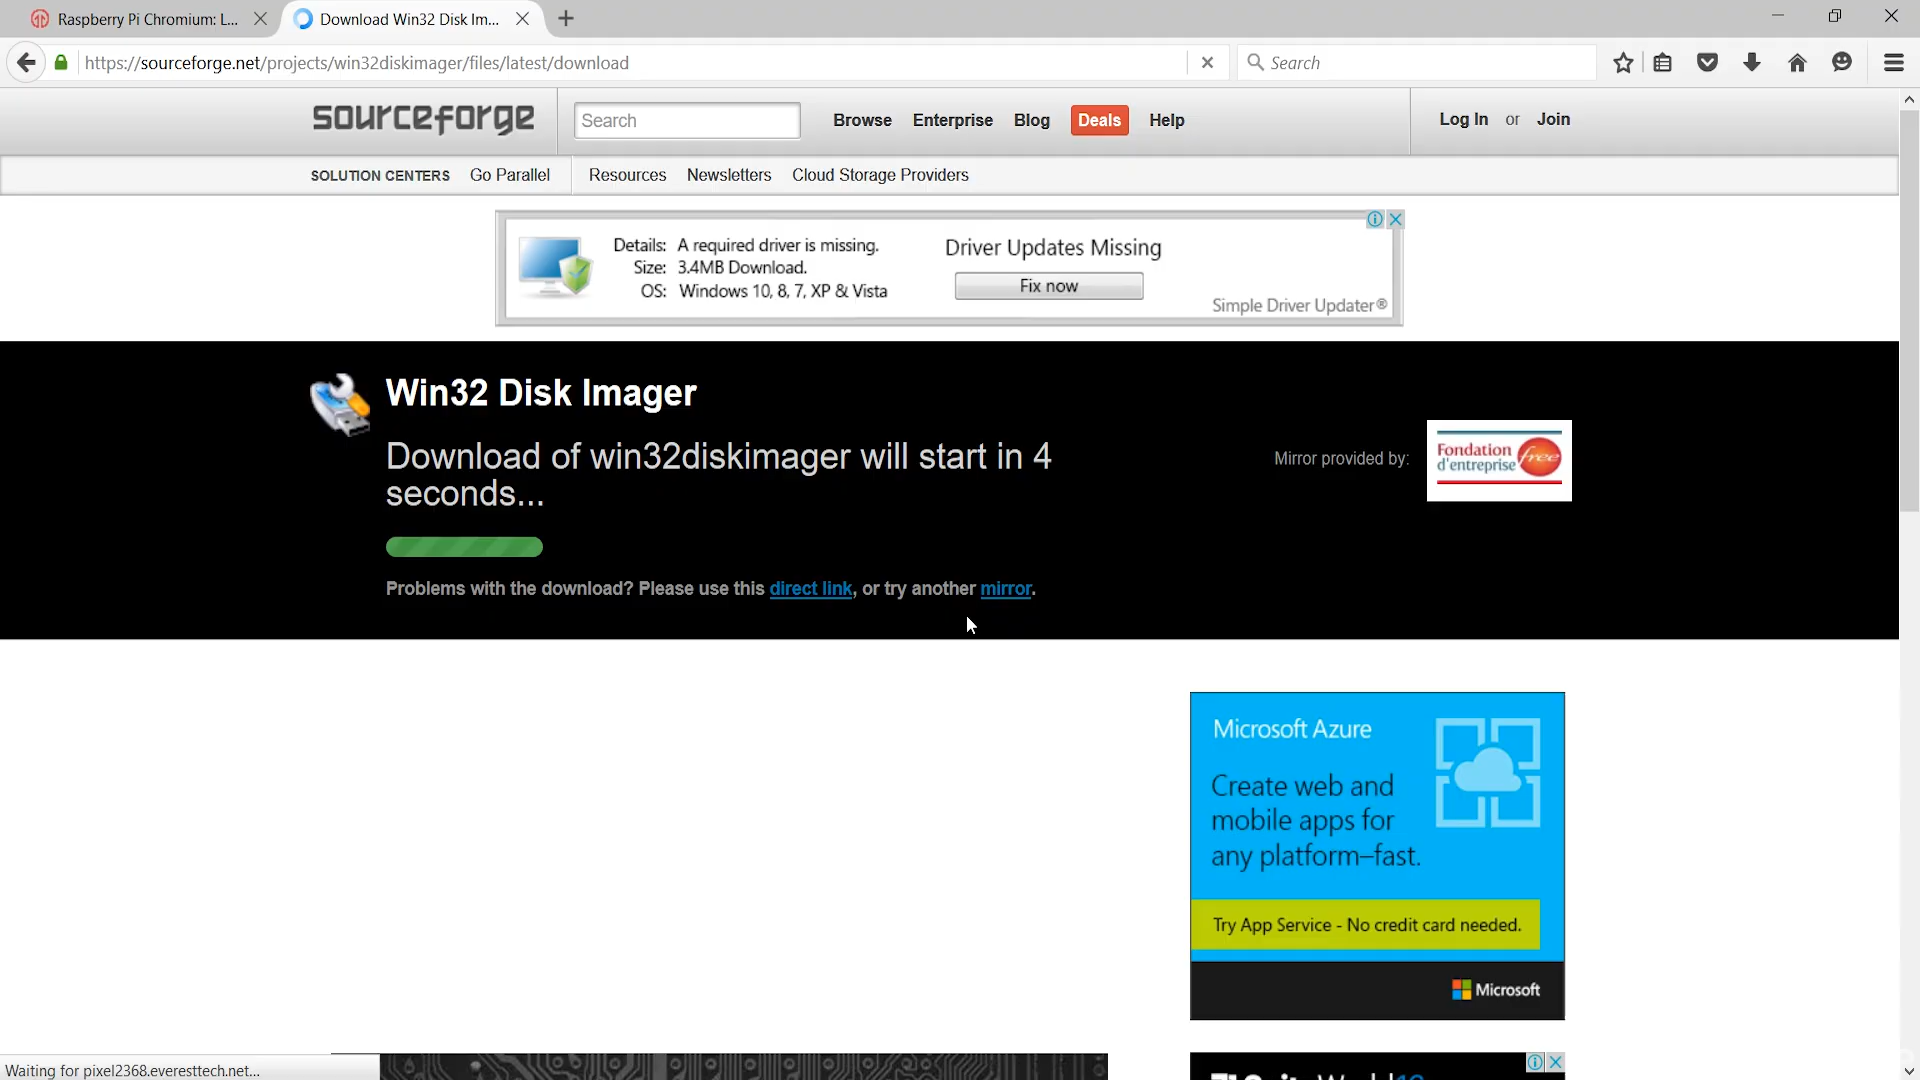 Raspberry Pi Chromium: L...
Download Win32 Disk Im...
https://sourceforge.net/projects/win32diskimager/files/latest/download
Search
sourceforge
Search
Browse Enterprise Blog Deals Help
Log In or Join
SOLUTION CENTERS Go Parallel Resources Newsletters Cloud Storage Providers
Details: A required driver is missing.
Size: 3.4MB Download.
OS: Windows 10, 8, 7, XP & Vista
Driver Updates Missing
Fix now
Simple Driver Updater®
Win32 Disk Imager
Download of win32diskimager will start in 4
seconds...
Mirror provided by:
Fondation
d'entreprise free
Problems with the download? Please use this direct link, or try another mirror.
Microsoft Azure
Create web and
mobile apps for
any platform–fast.
Try App Service - No credit card needed.
Microsoft
Waiting for pixel2368.everesttech.net...